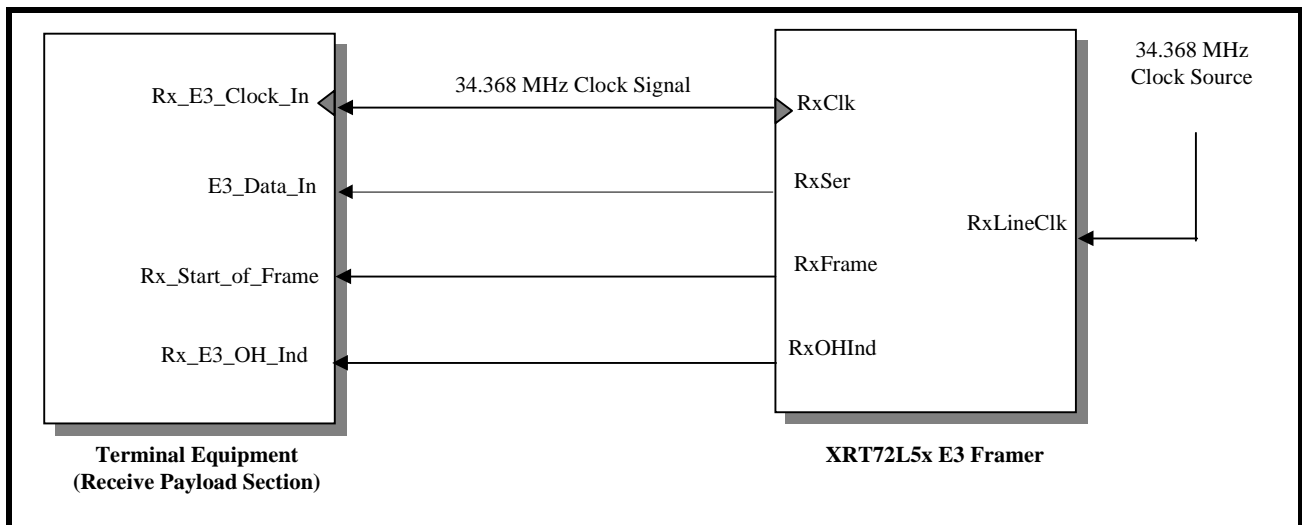 34.368 MHz
Clock Source
Rx_E3_Clock_In
34.368 MHz Clock Signal
RxClk
E3_Data_In
RxSer
RxLineClk
Rx_Start_of_Frame
RxFrame
Rx_E3_OH_Ind
RxOHInd
Terminal Equipment
(Receive Payload Section)
XRT72L5x E3 Framer